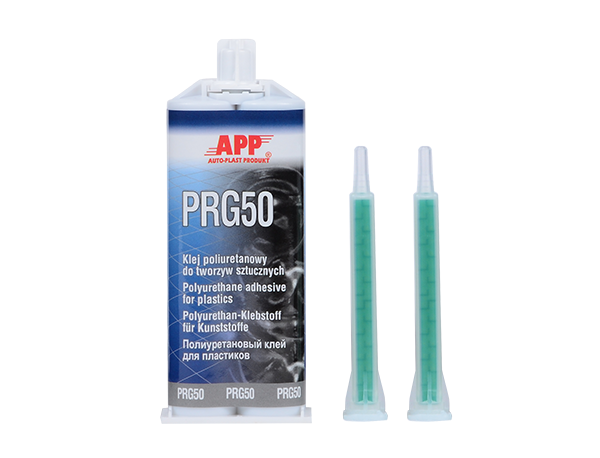 APP
AUTO-PLAST PRODUKT®
PRG50
Klej poliuretanowy
do tworzyw sztucznych
Polyurethane adhesive
for plastics
Polyurethan-Klebstoff
für Kunststoffe
Полиуретановый клей
для пластиков
PRG50 PRG50 PRG50